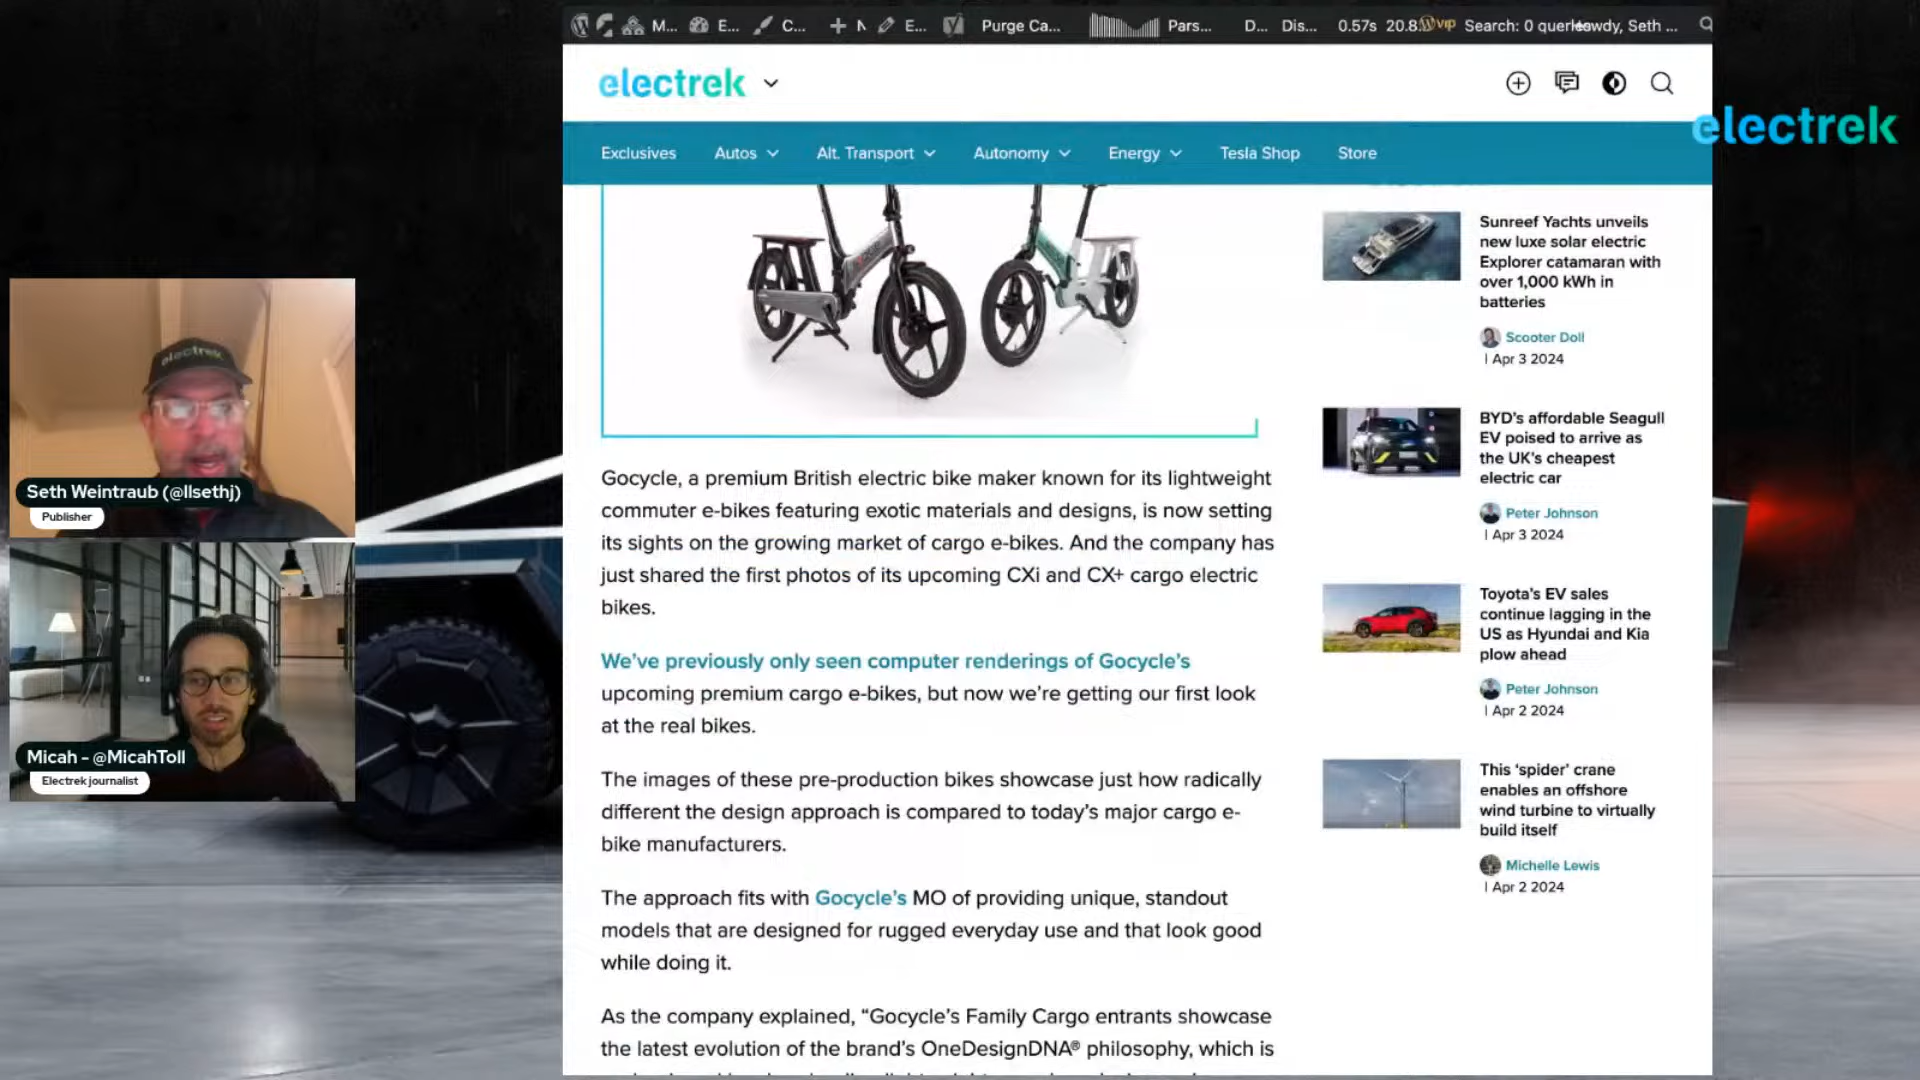 M...
E...
C...
N
E...
Purge Ca...
Pars...
D...
Dis...
0.57s
20.8
VIP
Search: 0 queries
Howdy, Seth ...
electrek
Exclusives
Autos
Alt. Transport
Autonomy
Energy
Tesla Shop
Store
electrek
electrek
Seth Weintraub (@llsethj)
Publisher
Micah - @MicahToll
Electrek journalist
Gocycle, a premium British electric bike maker known for its lightweight
commuter e-bikes featuring exotic materials and designs, is now setting
its sights on the growing market of cargo e-bikes. And the company has
just shared the first photos of its upcoming CXi and CX+ cargo electric
bikes.
We've previously only seen computer renderings of Gocycle's
upcoming premium cargo e-bikes, but now we're getting our first look
at the real bikes.
The images of these pre-production bikes showcase just how radically
different the design approach is compared to today's major cargo e-
bike manufacturers.
The approach fits with Gocycle's MO of providing unique, standout
models that are designed for rugged everyday use and that look good
while doing it.
As the company explained, “Gocycle's Family Cargo entrants showcase
the latest evolution of the brand's OneDesignDNA® philosophy, which is
Sunreef Yachts unveils
new luxe solar electric
Explorer catamaran with
over 1,000 kWh in
batteries
Scooter Doll
| Apr 3 2024
BYD's affordable Seagull
EV poised to arrive as
the UK's cheapest
electric car
Peter Johnson
| Apr 3 2024
Toyota's EV sales
continue lagging in the
US as Hyundai and Kia
plow ahead
Peter Johnson
| Apr 2 2024
This ‘spider’ crane
enables an offshore
wind turbine to virtually
build itself
Michelle Lewis
| Apr 2 2024